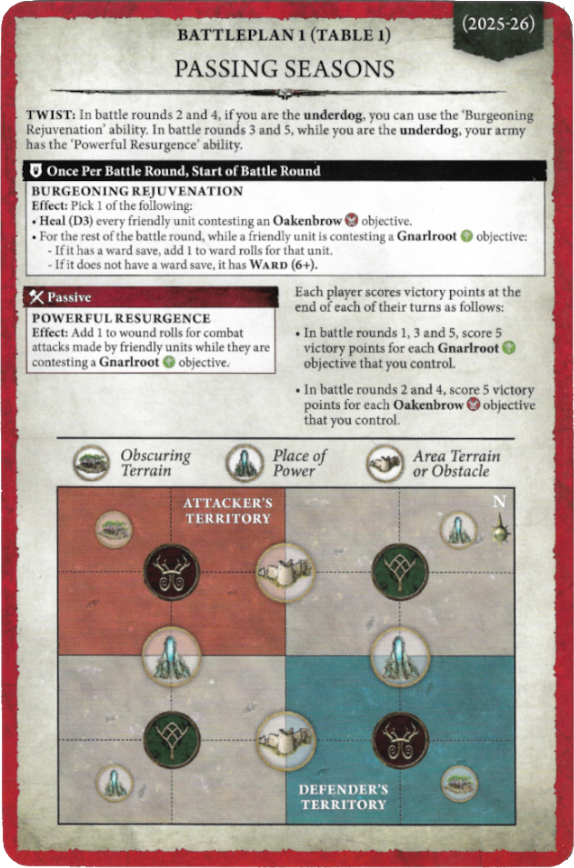 (2025-26)
BATTLEPLAN 1 (TABLE 1)
PASSING SEASONS
TWIST: In battle rounds 2 and 4, if you are the underdog, you can use the ‘Burgeoning
Rejuvenation’ ability. In battle rounds 3 and 5, while you are the underdog, your army
has the ‘Powerful Resurgence’ ability.
Once Per Battle Round, Start of Battle Round
BURGEONING REJUVENATION
Effect: Pick 1 of the following:
• Heal (D3) every friendly unit contesting an Oakenbrow objective.
• For the rest of the battle round, while a friendly unit is contesting a Gnarlroot objective:
- If it has a ward save, add 1 to ward rolls for that unit.
- If it does not have a ward save, it has WARD (6+).
Passive
POWERFUL RESURGENCE
Effect: Add 1 to wound rolls for combat
attacks made by friendly units while they are
contesting a Gnarlroot objective.
Each player scores victory points at the
end of each of their turns as follows:
• In battle rounds 1, 3 and 5, score 5
victory points for each Gnarlroot
objective that you control.
• In battle rounds 2 and 4, score 5 victory
points for each Oakenbrow objective
that you control.
Obscuring
Terrain
Place of
Power
Area Terrain
or Obstacle
ATTACKER'S
TERRITORY
N
DEFENDER'S
TERRITORY